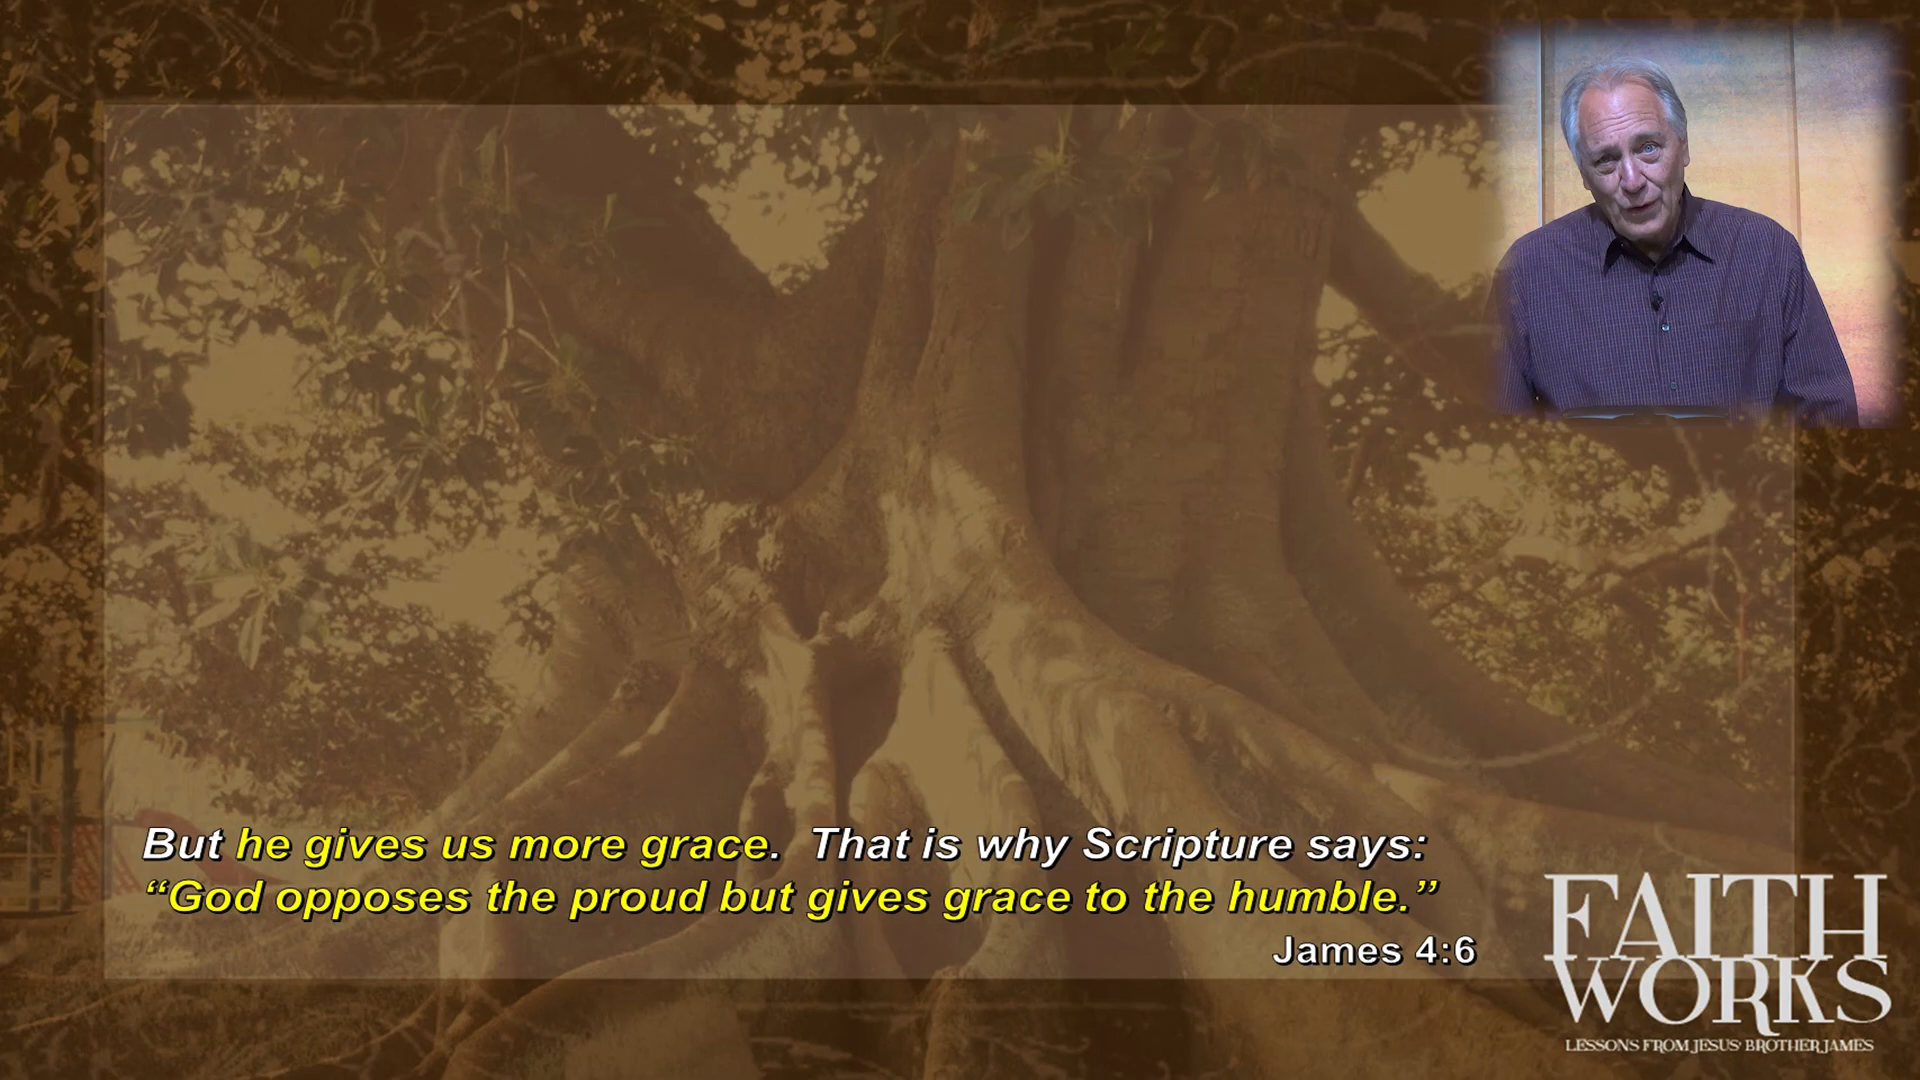 But he gives us more grace. That is why Scripture says:
“God opposes the proud but gives grace to the humble.”
James 4:6
FAITH
WORKS
LESSONS FROM JESUS' BROTHER JAMES